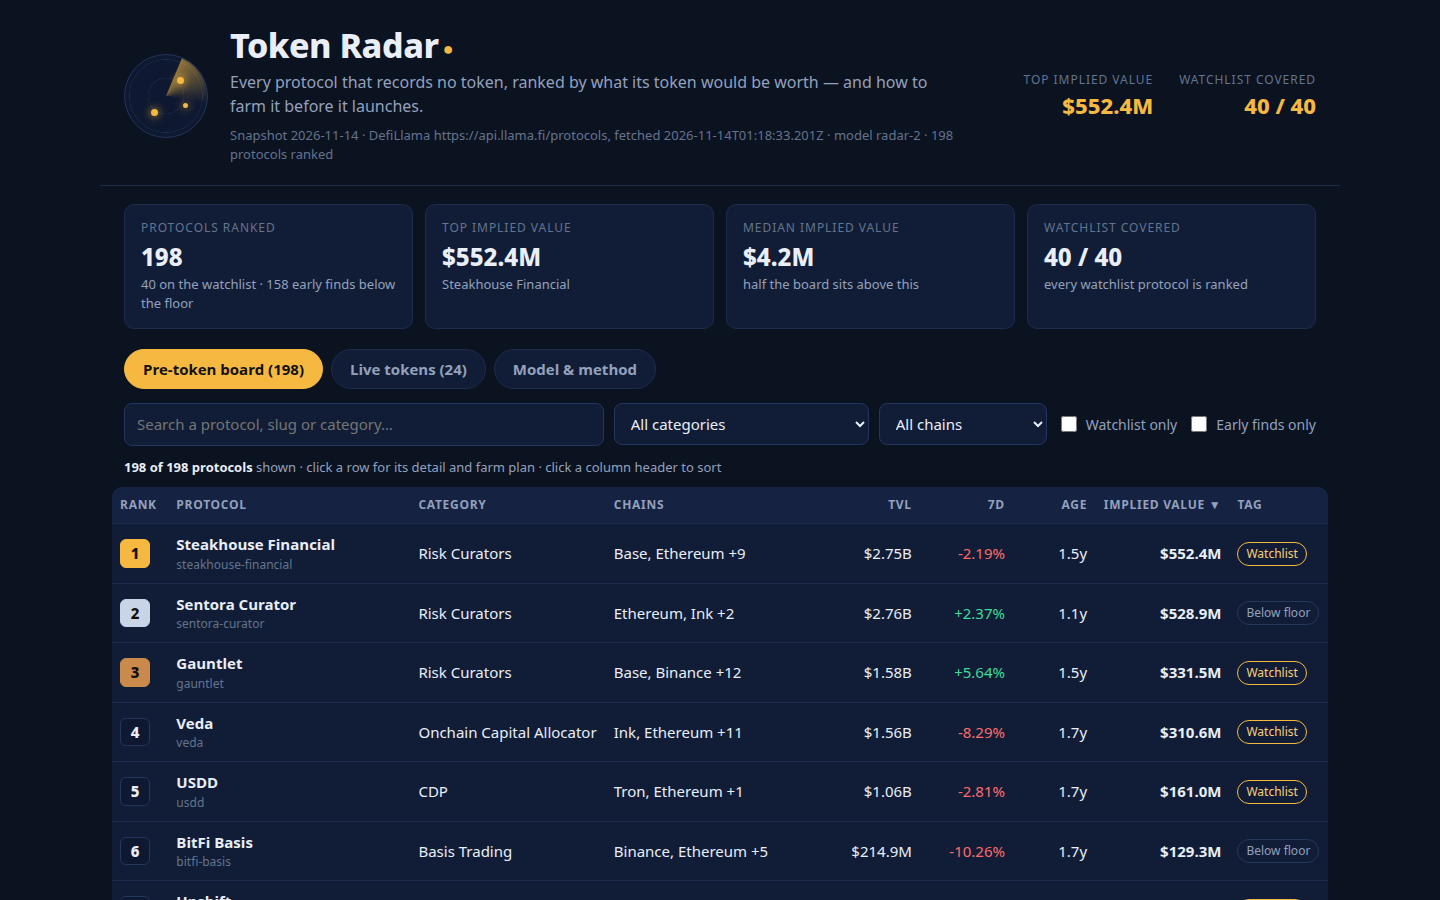 Token Radar
Every protocol that records no token, ranked by what its token would be worth — and how to
farm it before it launches.
Snapshot 2026-11-14 · DefiLlama https://api.llama.fi/protocols, fetched 2026-11-14T01:18:33.201Z · model radar-2 · 198
protocols ranked
TOP IMPLIED VALUE
$552.4M
WATCHLIST COVERED
40 / 40
PROTOCOLS RANKED
198
40 on the watchlist · 158 early finds below
the floor
TOP IMPLIED VALUE
$552.4M
Steakhouse Financial
MEDIAN IMPLIED VALUE
$4.2M
half the board sits above this
WATCHLIST COVERED
40 / 40
every watchlist protocol is ranked
Pre-token board (198) Live tokens (24) Model & method
Search a protocol, slug or category... All categories All chains Watchlist only Early finds only
198 of 198 protocols shown · click a row for its detail and farm plan · click a column header to sort
RANK PROTOCOL CATEGORY CHAINS TVL 7D AGE IMPLIED VALUE ▼ TAG
1 Steakhouse Financial Risk Curators Base, Ethereum +9 $2.75B -2.19% 1.5y $552.4M Watchlist
steakhouse-financial
2 Sentora Curator Risk Curators Ethereum, Ink +2 $2.76B +2.37% 1.1y $528.9M Below floor
sentora-curator
3 Gauntlet Risk Curators Base, Binance +12 $1.58B +5.64% 1.5y $331.5M Watchlist
gauntlet
4 Veda Onchain Capital Allocator Ink, Ethereum +11 $1.56B -8.29% 1.7y $310.6M Watchlist
veda
5 USDD CDP Tron, Ethereum +1 $1.06B -2.81% 1.7y $161.0M Watchlist
usdd
6 BitFi Basis Basis Trading Binance, Ethereum +5 $214.9M -10.26% 1.7y $129.3M Below floor
bitfi-basis